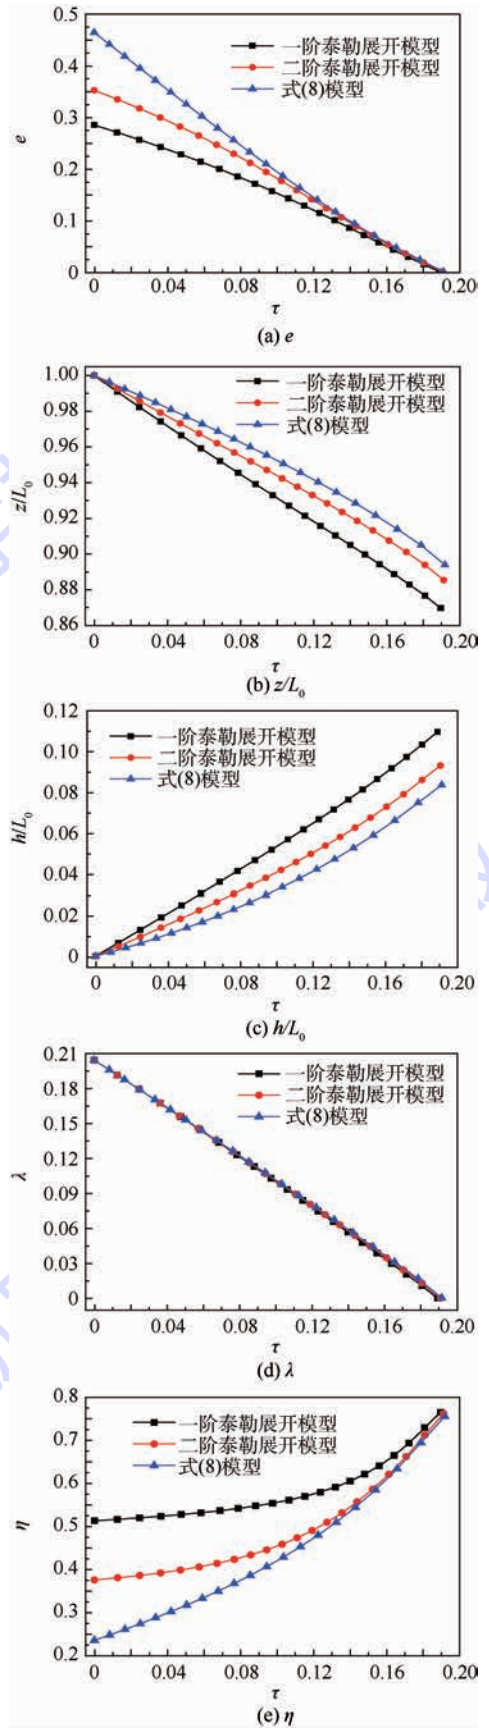 0.5
0.4
0.3
0.2
0.1
0
e
一阶泰勒展开模型
二阶泰勒展开模型
式(8)模型
0 0.04 0.08 0.12 0.16 0.20
τ
(a) e
1.00
0.98
0.96
0.94
0.92
0.90
0.88
0.86
z/L₀
一阶泰勒展开模型
二阶泰勒展开模型
式(8)模型
0 0.04 0.08 0.12 0.16 0.20
τ
(b) z/L₀
0.12
0.10
0.08
0.06
0.04
0.02
0
h/L₀
一阶泰勒展开模型
二阶泰勒展开模型
式(8)模型
0 0.04 0.08 0.12 0.16 0.20
τ
(c) h/L₀
0.21
0.18
0.15
0.12
0.09
0.06
0.03
0
λ
一阶泰勒展开模型
二阶泰勒展开模型
式(8)模型
0 0.04 0.08 0.12 0.16 0.20
τ
(d) λ
0.8
0.7
0.6
0.5
0.4
0.3
0.2
η
一阶泰勒展开模型
二阶泰勒展开模型
式(8)模型
0 0.04 0.08 0.12 0.16 0.20
τ
(e) η